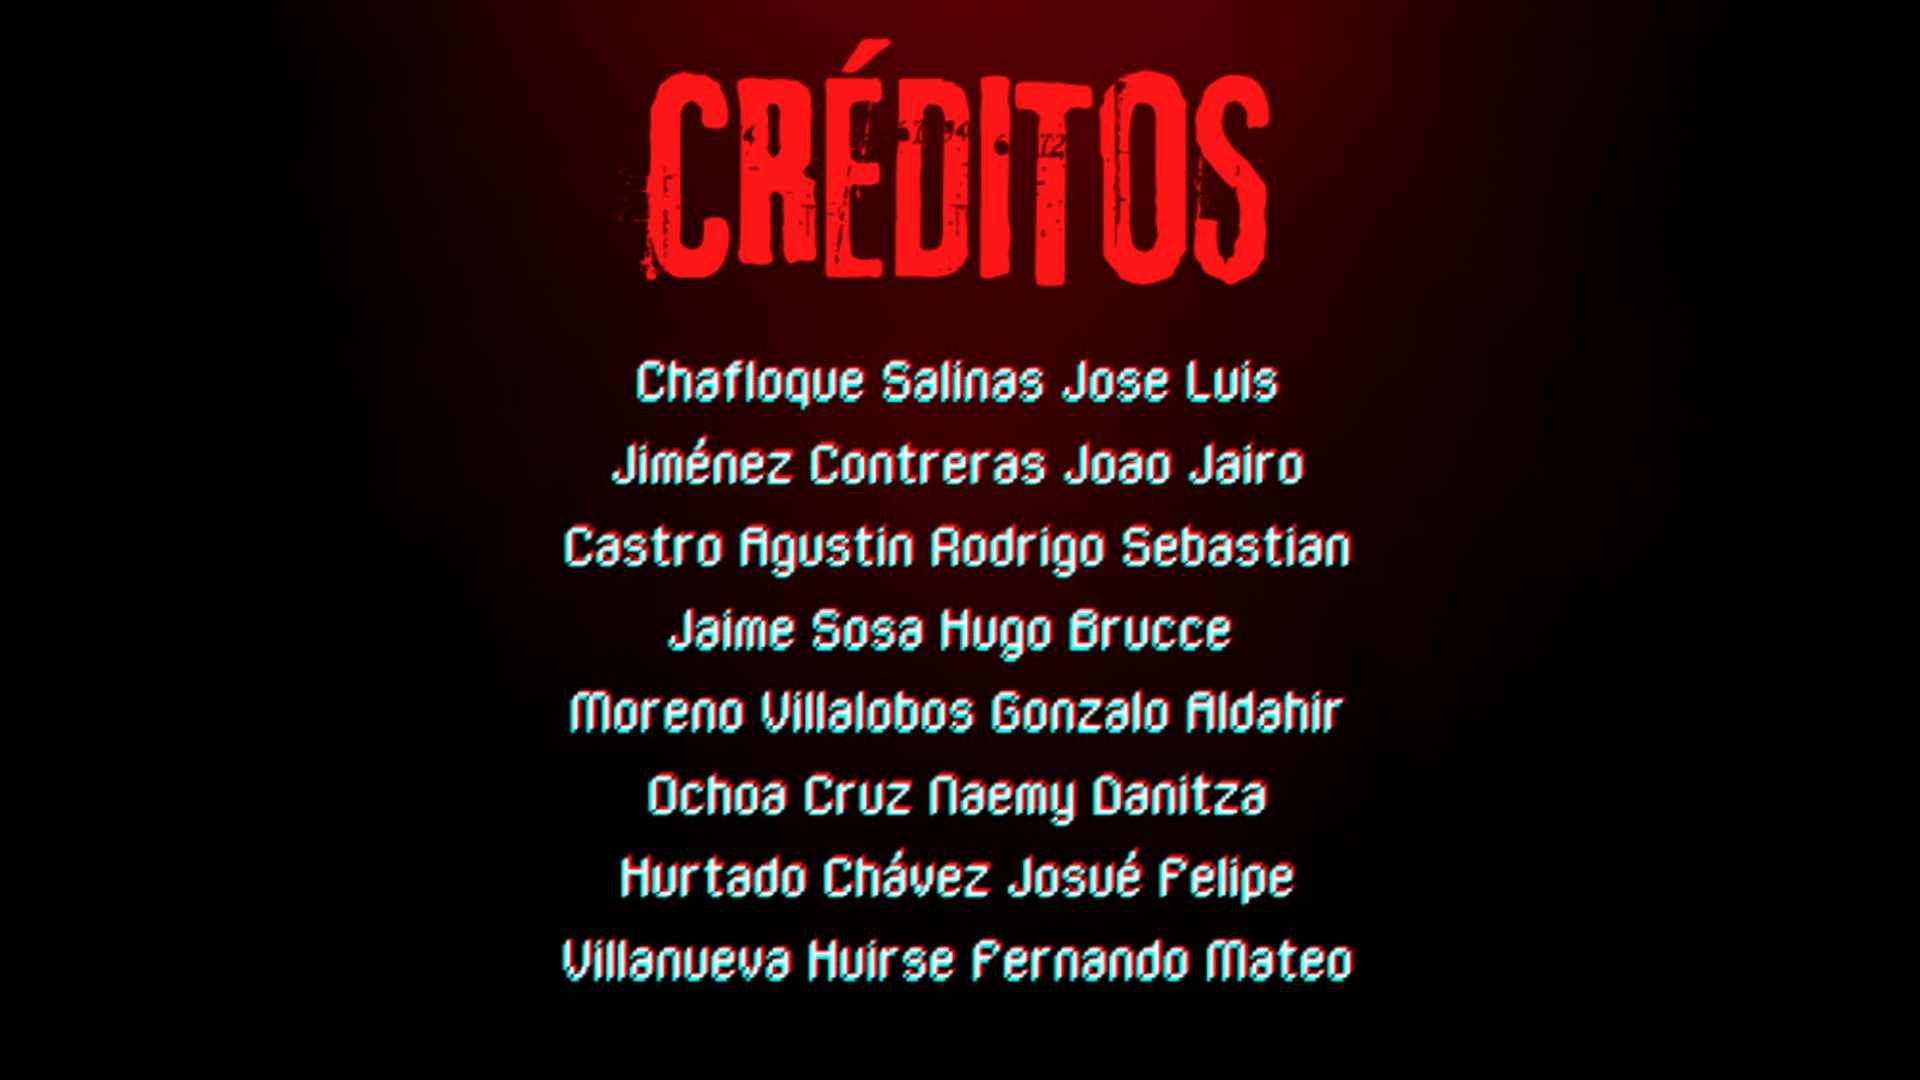 CRÉDITOS
Chafloque Salinas Jose Luis
Jiménez Contreras Joao Jairo
Castro Agustin Rodrigo Sebastian
Jaime Sosa Hugo Brucce
Moreno Villalobos Gonzalo Aldahir
Ochoa Cruz Naemy Danitza
Hurtado Chávez Josué Felipe
Villanueva Huirse Fernando Mateo